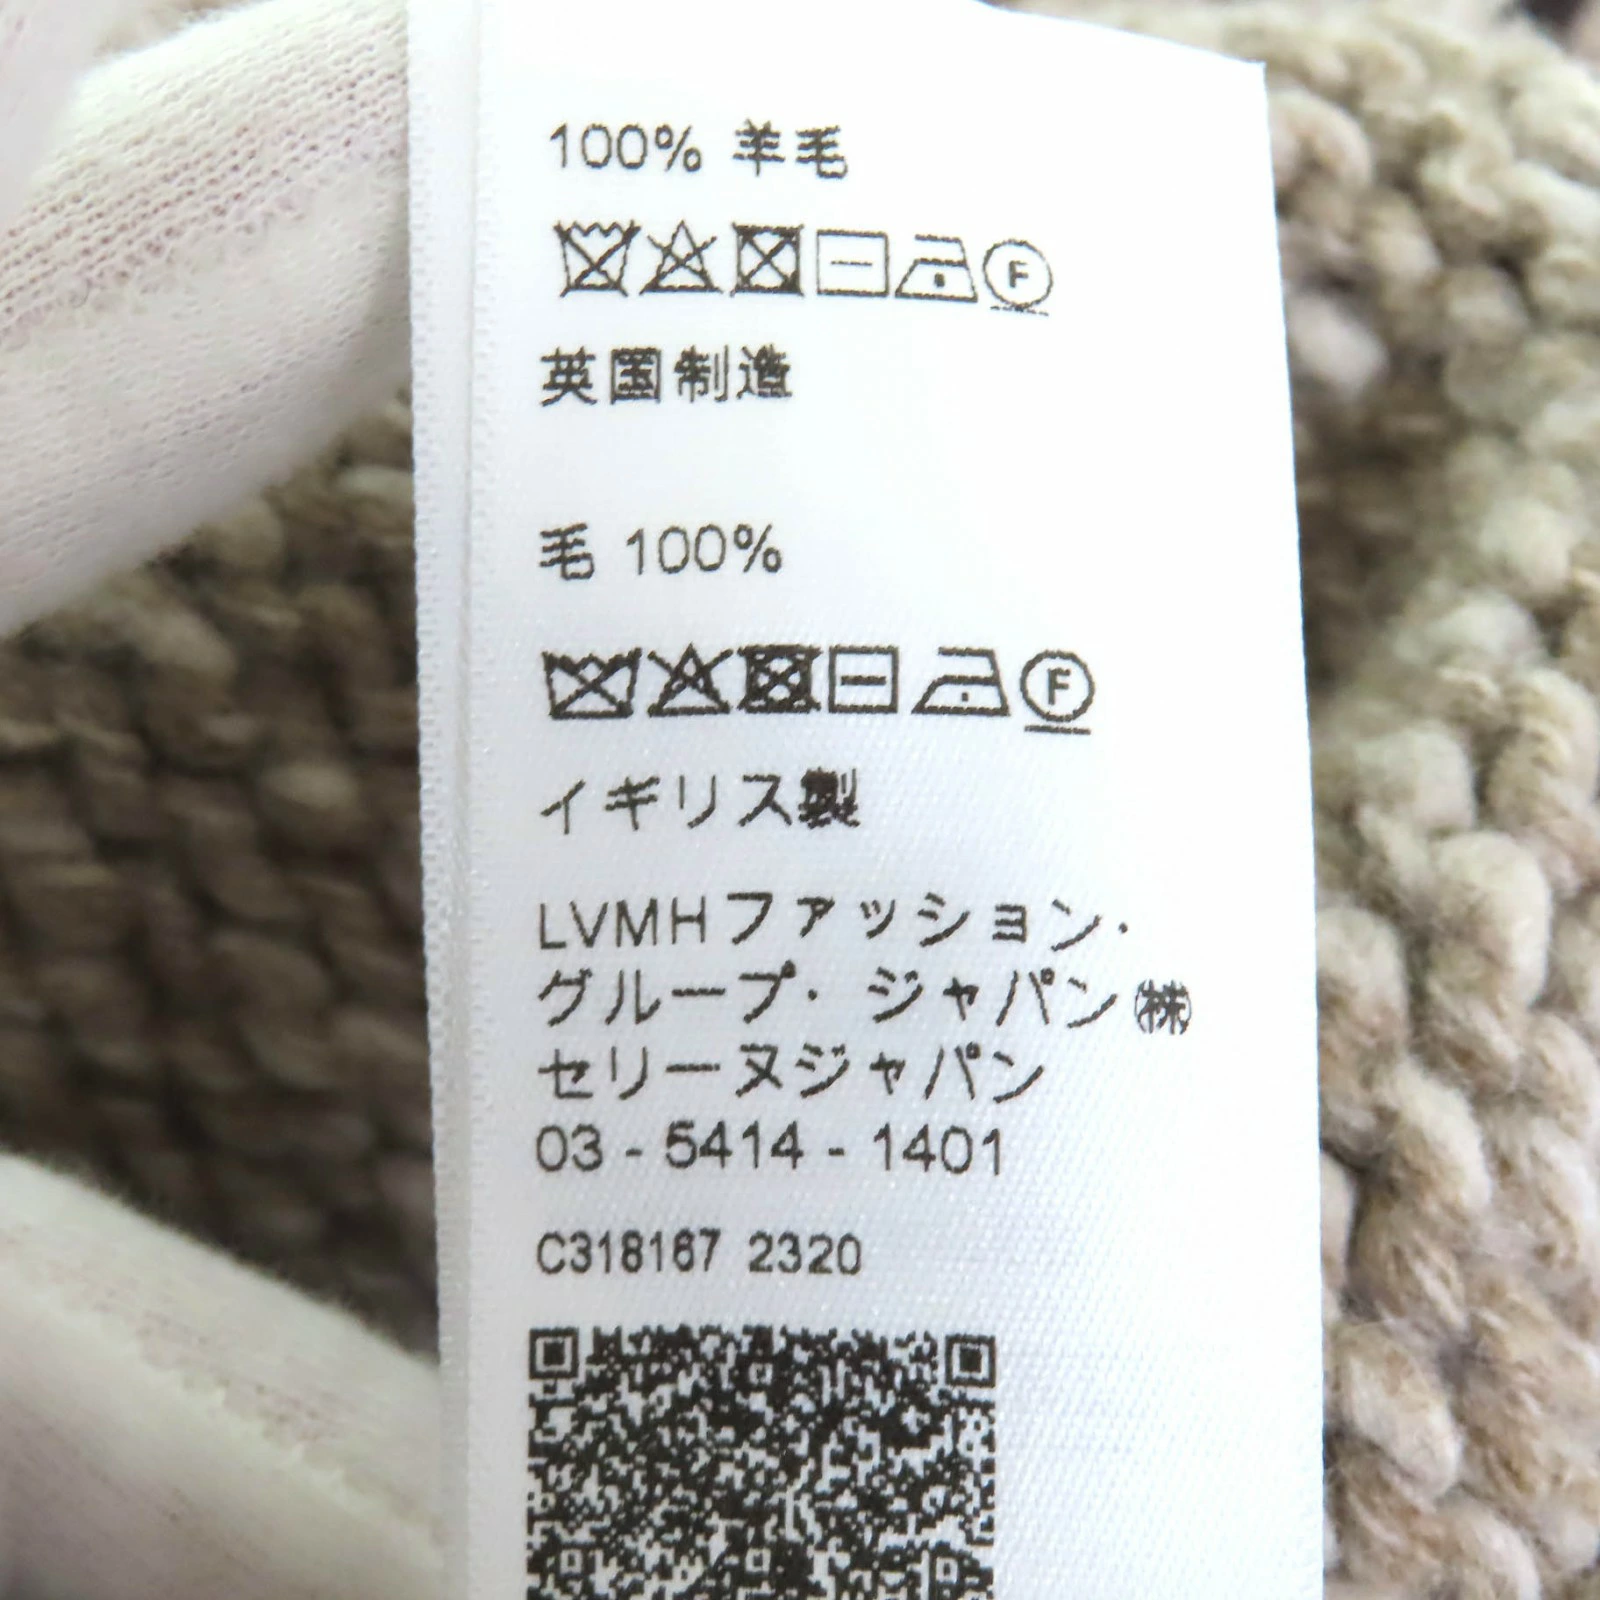 100% 羊毛
英国制造
毛 100%
イギリス製
LVMHファッション・
グループ・ジャパン㈱
セリーヌジャパン
03 - 5414 - 1401
C318167 2320